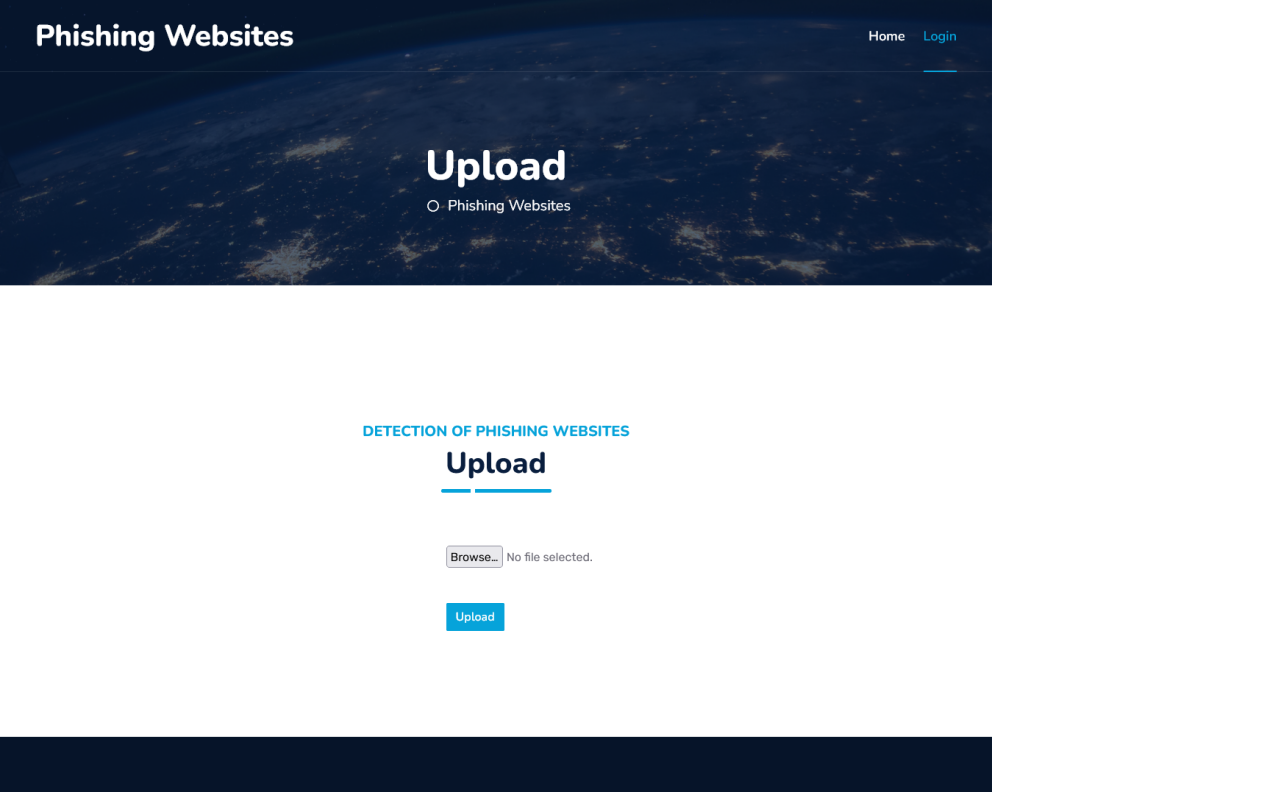 Phishing Websites
Home Login
Upload
Phishing Websites
DETECTION OF PHISHING WEBSITES
Upload
Browse... No file selected.
Upload